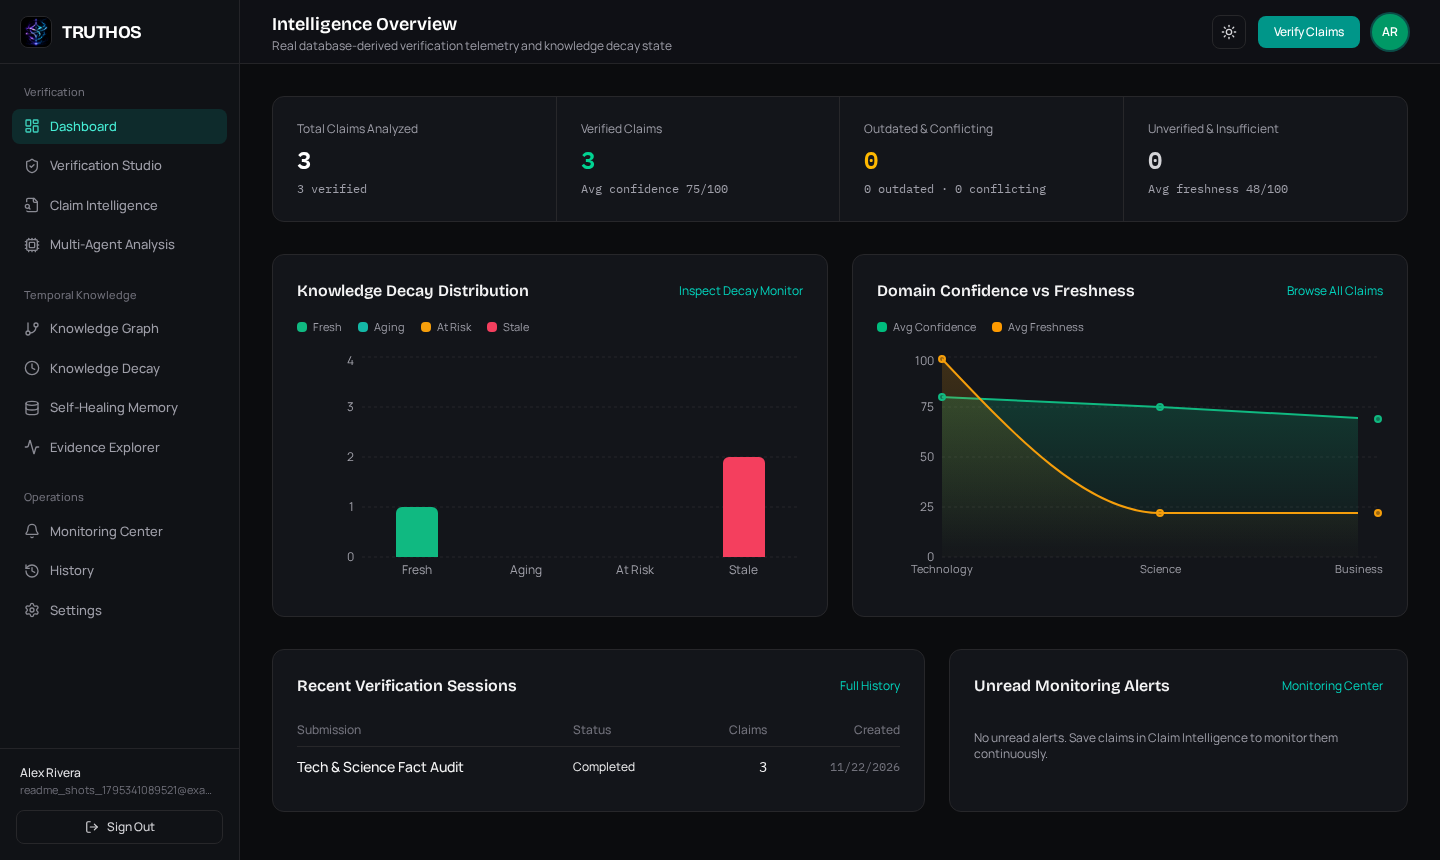 TRUTHOS
Intelligence Overview
Real database-derived verification telemetry and knowledge decay state
Verify Claims
AR
Verification
Dashboard
Verification Studio
Claim Intelligence
Multi-Agent Analysis
Temporal Knowledge
Knowledge Graph
Knowledge Decay
Self-Healing Memory
Evidence Explorer
Operations
Monitoring Center
History
Settings
Alex Rivera
readme_shots_1795341089521@exa...
Sign Out
Total Claims Analyzed
3
3 verified
Verified Claims
3
Avg confidence 75/100
Outdated & Conflicting
0
0 outdated · 0 conflicting
Unverified & Insufficient
0
Avg freshness 48/100
Knowledge Decay Distribution
Inspect Decay Monitor
Fresh
Aging
At Risk
Stale
4
3
2
1
0
Fresh
Aging
At Risk
Stale
Domain Confidence vs Freshness
Browse All Claims
Avg Confidence
Avg Freshness
100
75
50
25
0
Technology
Science
Business
Recent Verification Sessions
Full History
Submission Status Claims Created
Tech & Science Fact Audit Completed 3 11/22/2026
Unread Monitoring Alerts
Monitoring Center
No unread alerts. Save claims in Claim Intelligence to monitor them
continuously.